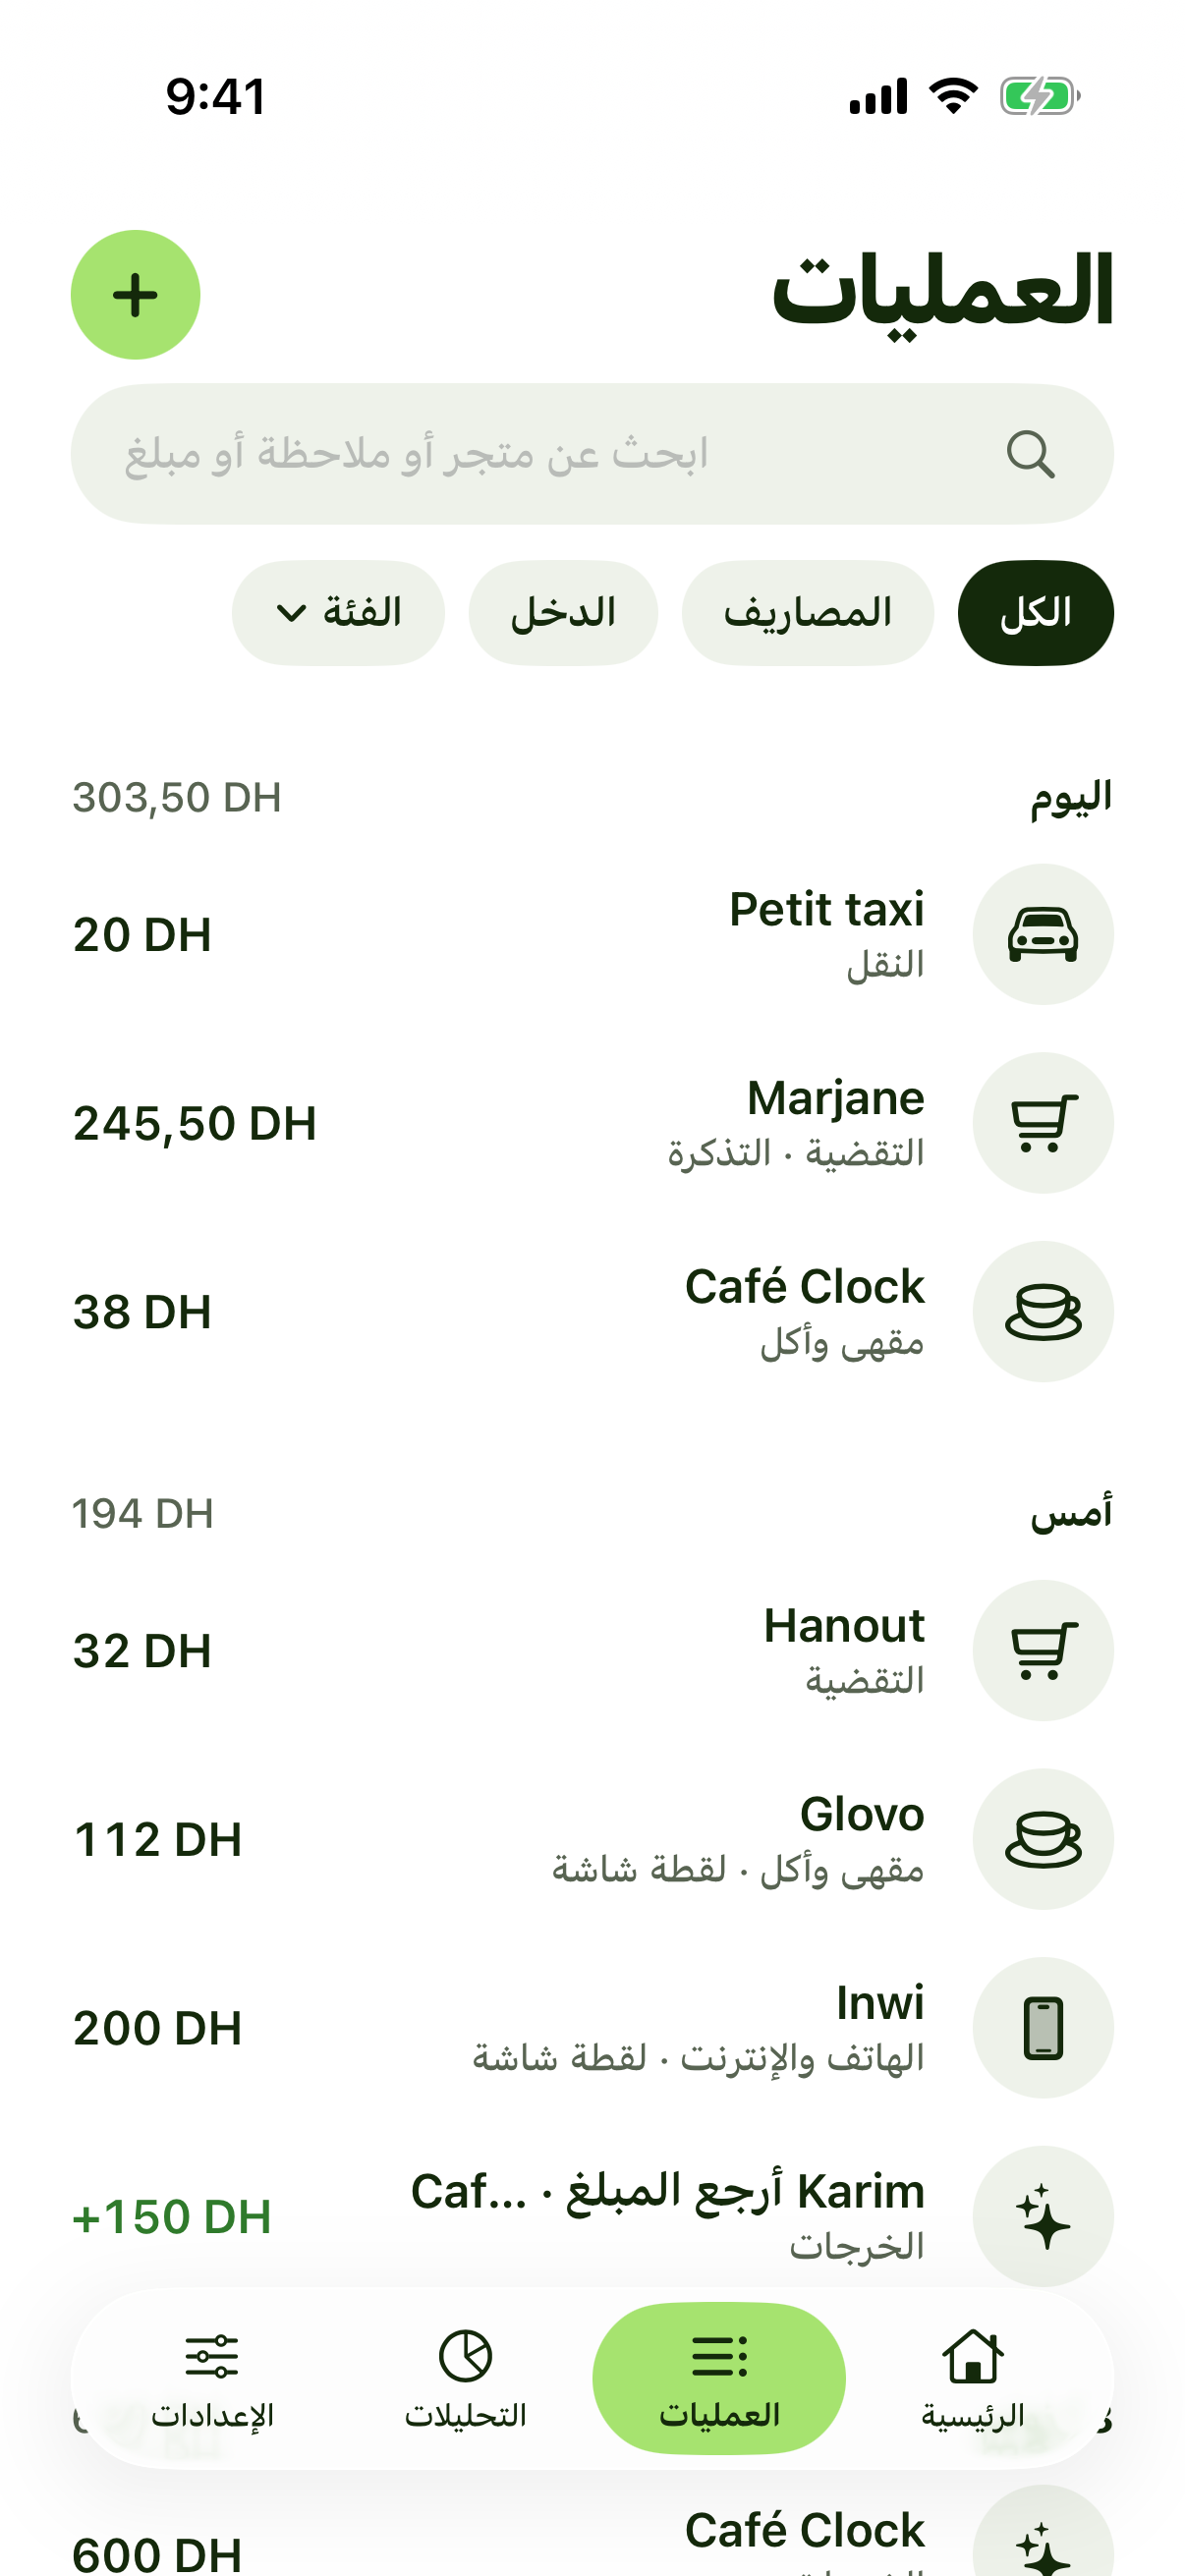 9:41
العمليات
ابحث عن متجر أو ملاحظة أو مبلغ
الكل
المصاريف
الدخل
الفئة
اليوم
303,50 DH
Petit taxi
النقل
20 DH
Marjane
التقضية · التذكرة
245,50 DH
Café Clock
مقهى وأكل
38 DH
أمس
194 DH
Hanout
التقضية
32 DH
Glovo
مقهى وأكل · لقطة شاشة
112 DH
Inwi
الهاتف والإنترنت · لقطة شاشة
200 DH
Karim أرجع المبلغ · Caf...
الخرجات
+150 DH
الرئيسية
العمليات
التحليلات
الإعدادات
Café Clock
600 DH